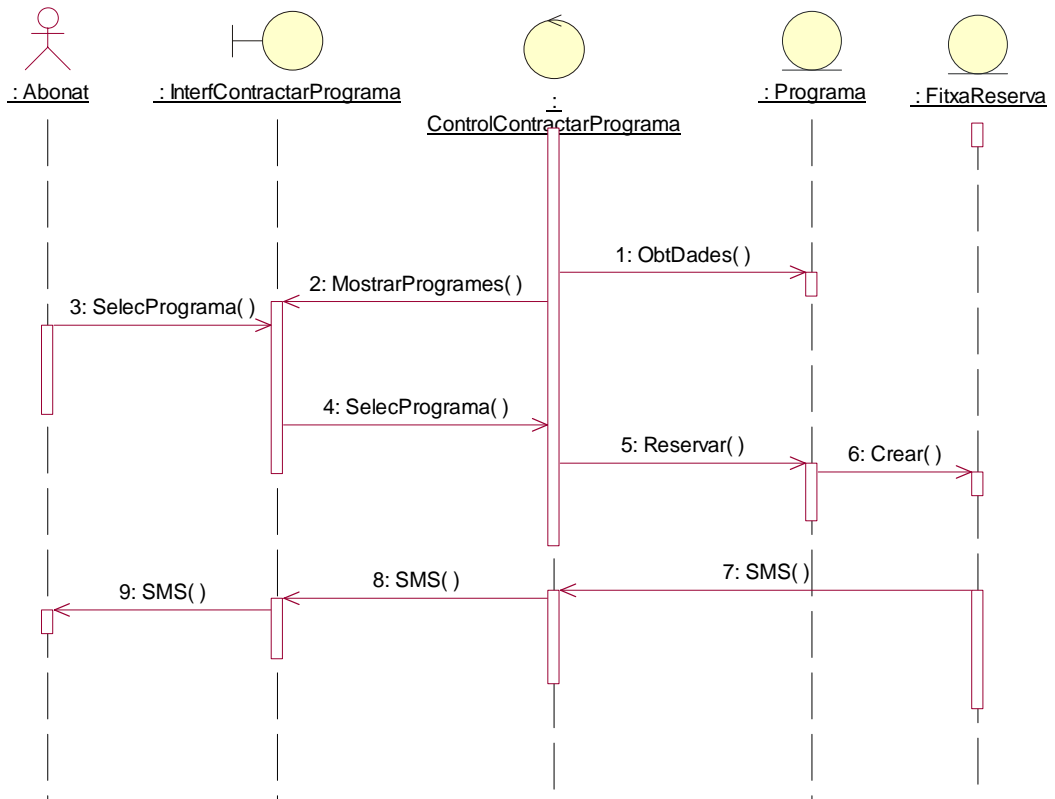 : Abonat
: InterfContractarPrograma
:
ControlContractarPrograma
: Programa
: FitxaReserva
1: ObtDades( )
2: MostrarProgrames( )
3: SelecPrograma( )
4: SelecPrograma( )
5: Reservar( )
6: Crear( )
7: SMS( )
8: SMS( )
9: SMS( )